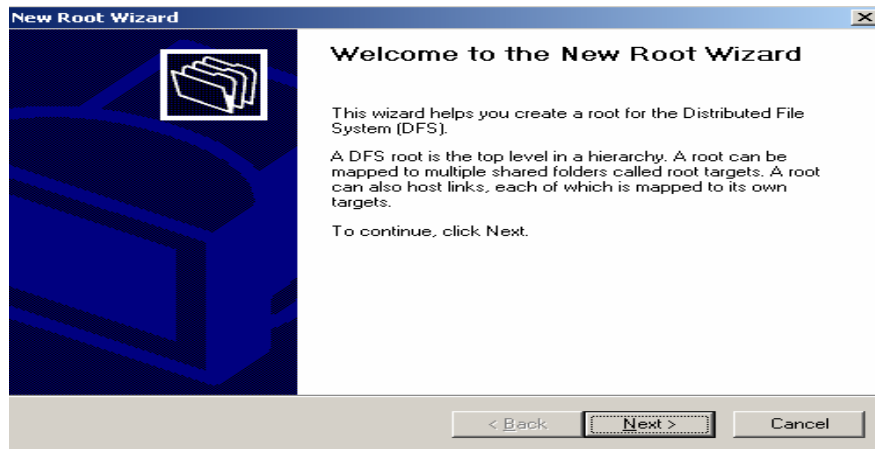 New Root Wizard
Welcome to the New Root Wizard
This wizard helps you create a root for the Distributed File
System (DFS).
A DFS root is the top level in a hierarchy. A root can be
mapped to multiple shared folders called root targets. A root
can also host links, each of which is mapped to its own
targets.
To continue, click Next.
< Back
Next >
Cancel